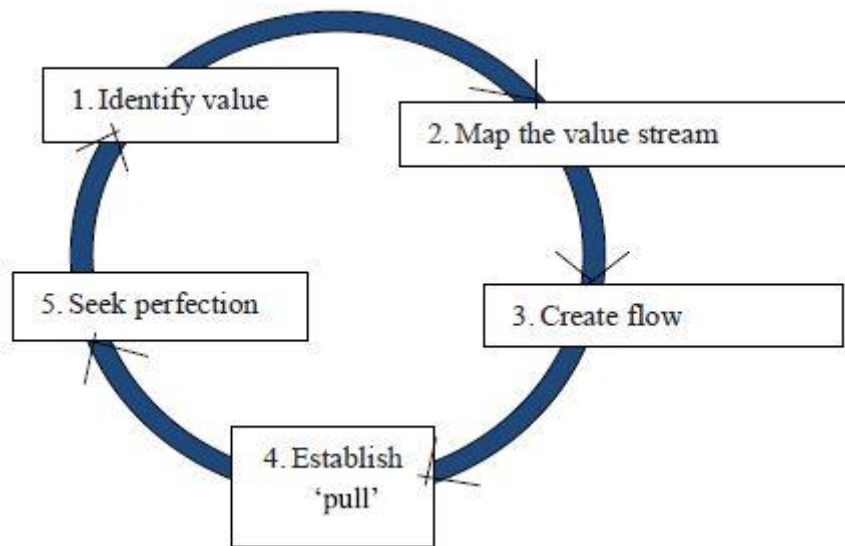 1. Identify value
2. Map the value stream
3. Create flow
4. Establish
‘pull’
5. Seek perfection